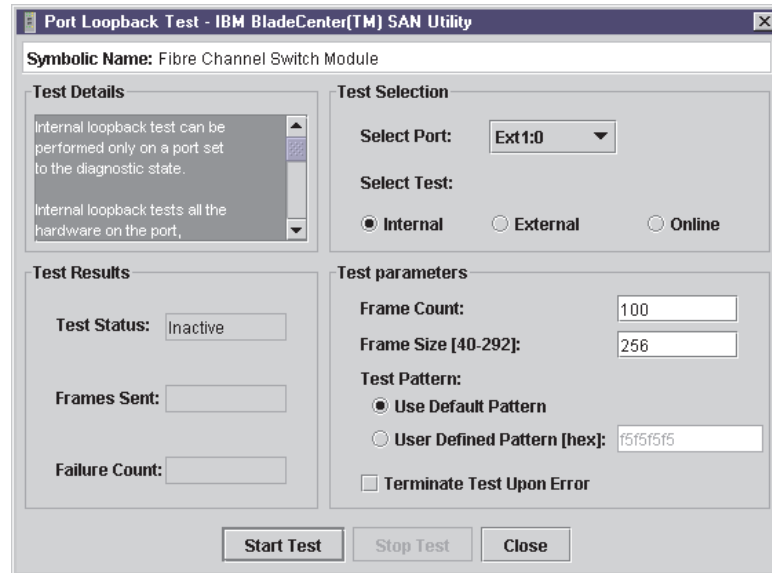 Port Loopback Test - IBM BladeCenter(TM) SAN Utility
Symbolic Name: Fibre Channel Switch Module
Test Details
Internal loopback test can be
performed only on a port set
to the diagnostic state.
Internal loopback tests all the
hardware on the port,
Test Selection
Select Port: Ext1:0
Select Test:
Internal External Online
Test Results
Test Status: Inactive
Frames Sent:
Failure Count:
Test parameters
Frame Count: 100
Frame Size [40-292]: 256
Test Pattern:
Use Default Pattern
User Defined Pattern [hex]: f5f5f5f5
Terminate Test Upon Error
Start Test Stop Test Close